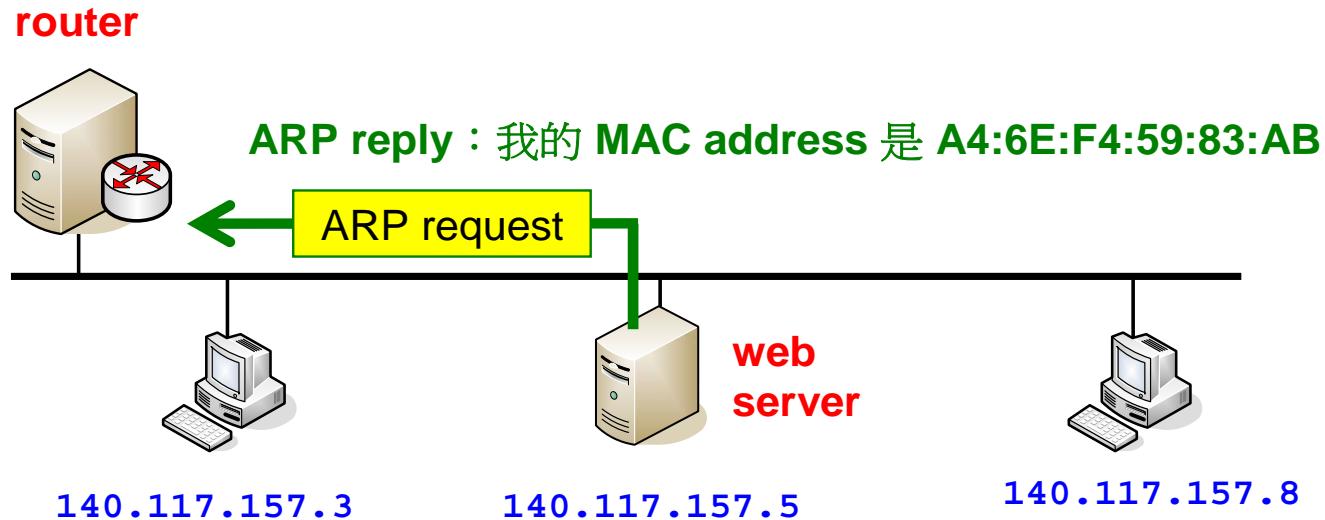 router
ARP reply：我的 MAC address 是 A4:6E:F4:59:83:AB
ARP request
web
server
140.117.157.3
140.117.157.5
140.117.157.8